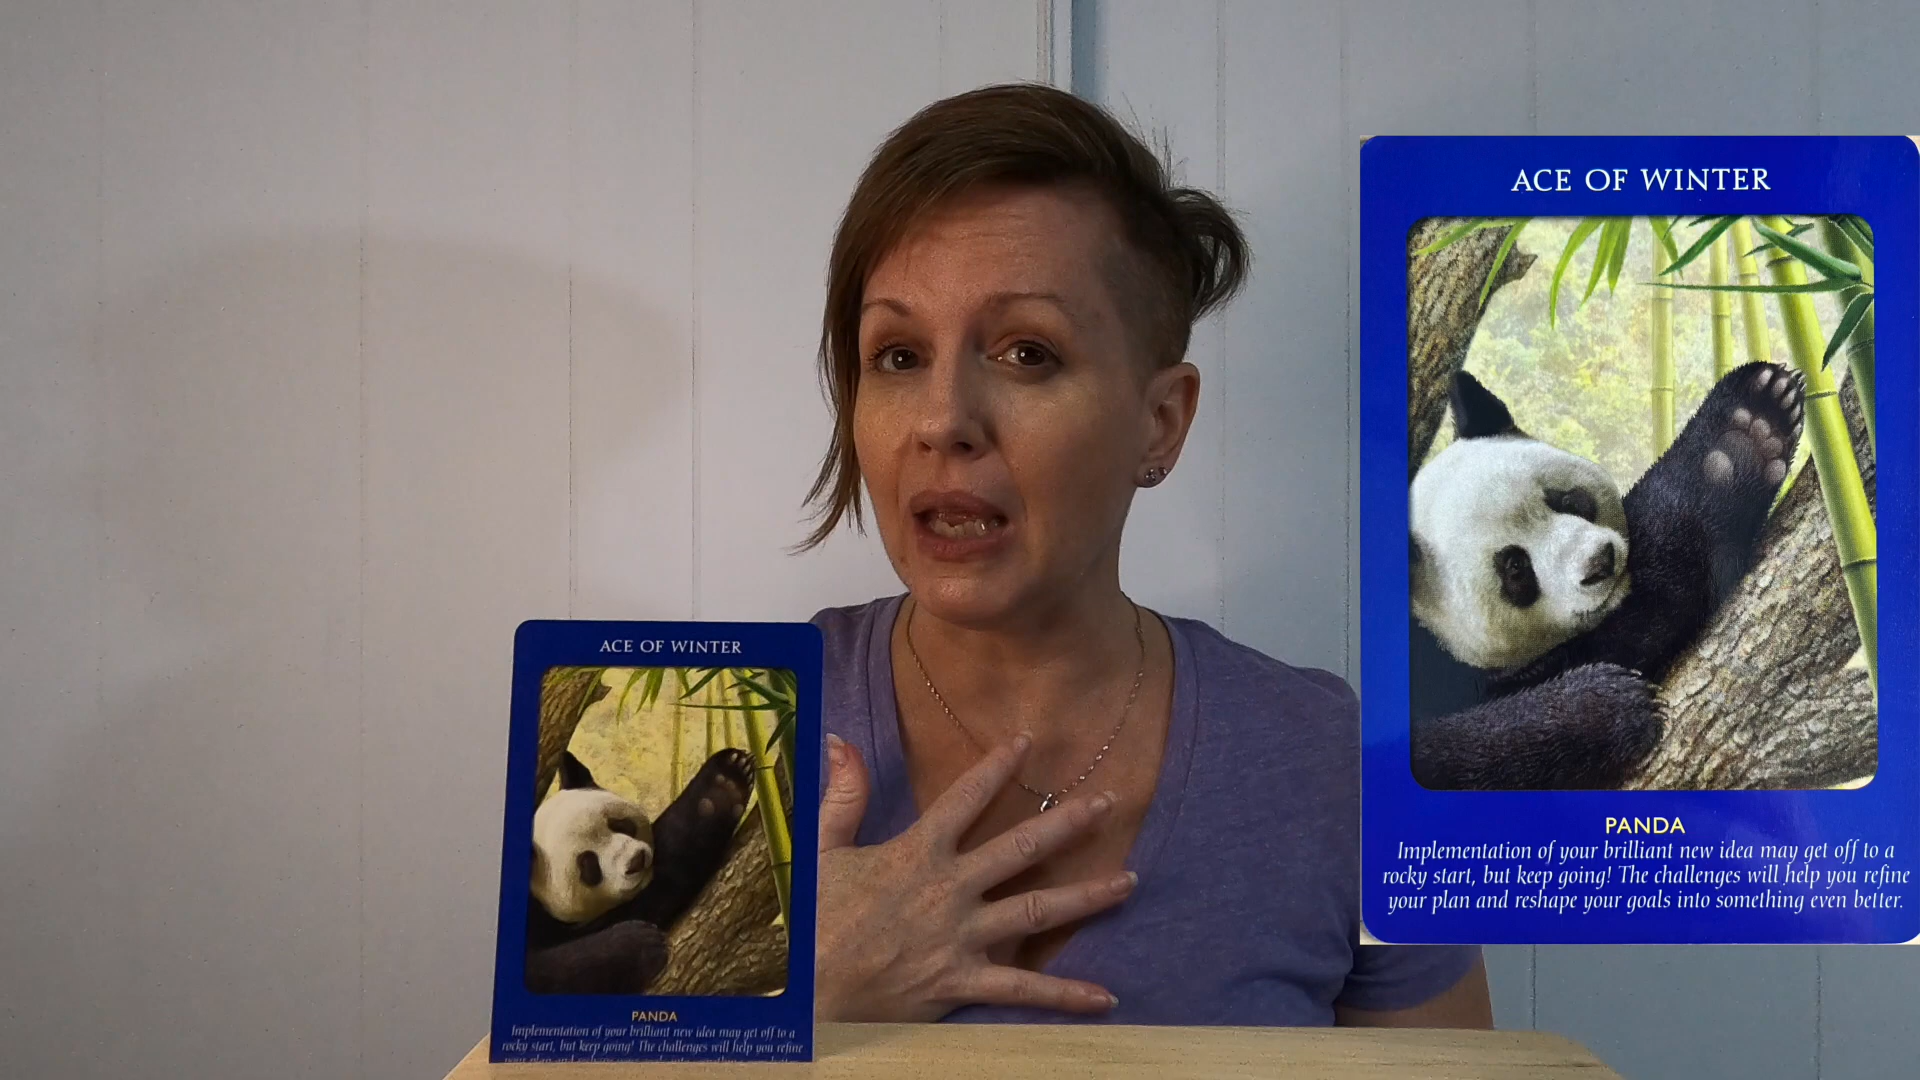 ACE OF WINTER
PANDA
Implementation of your brilliant new idea may get off to a
rocky start, but keep going! The challenges will help you refine
ACE OF WINTER
PANDA
Implementation of your brilliant new idea may get off to a
rocky start, but keep going! The challenges will help you refine
your plan and reshape your goals into something even better.